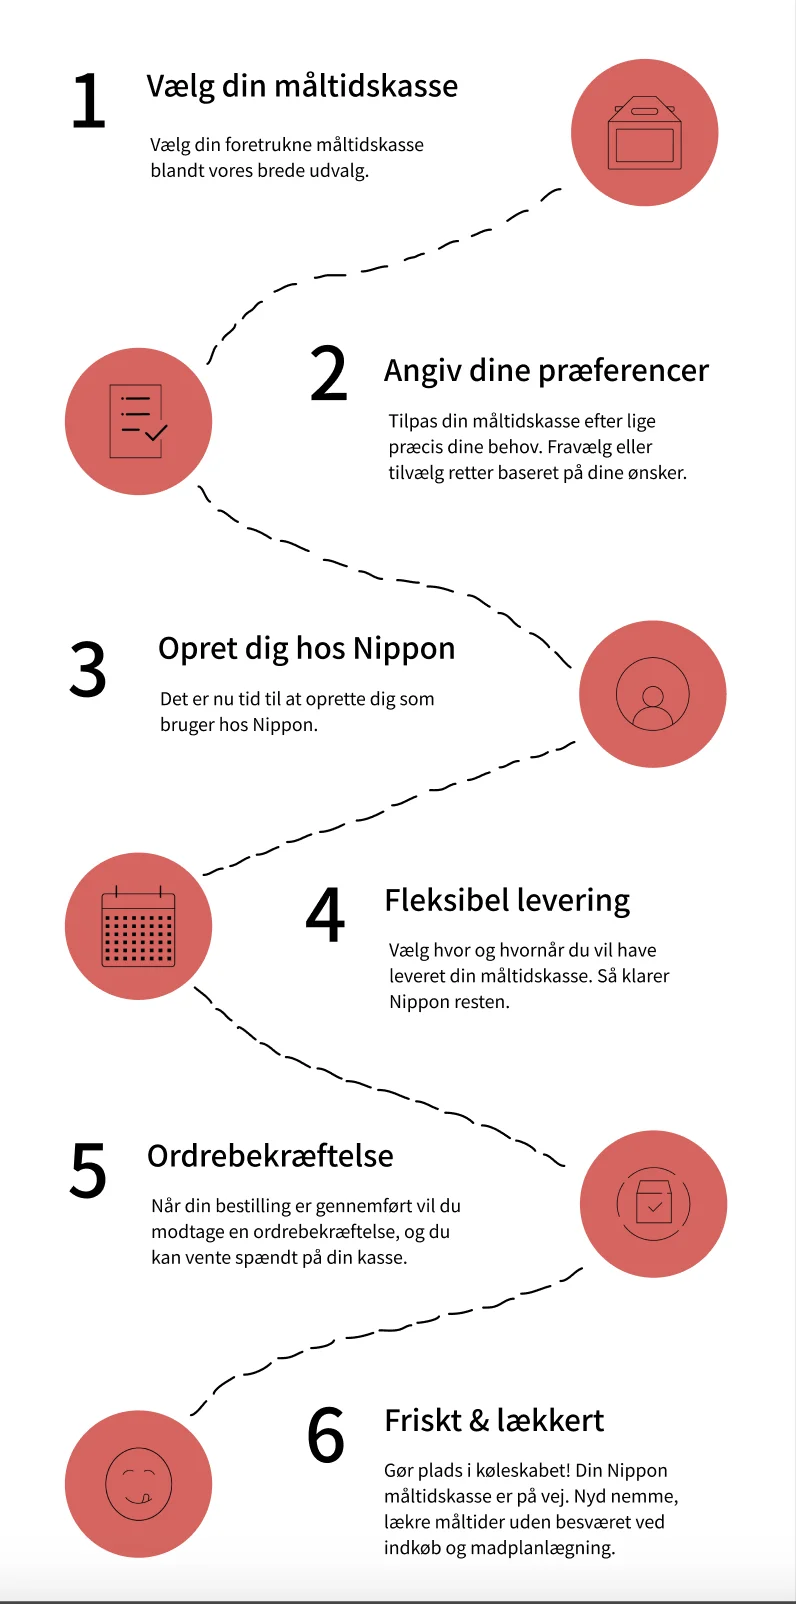 1
Vælg din måltidskasse
Vælg din foretrukne måltidskasse
blandt vores brede udvalg.
2
Angiv dine præferencer
Tilpas din måltidskasse efter lige
præcis dine behov. Fravælg eller
tilvælg retter baseret på dine ønsker.
3
Opret dig hos Nippon
Det er nu tid til at oprette dig som
bruger hos Nippon.
4
Fleksibel levering
Vælg hvor og hvornår du vil have
leveret din måltidskasse. Så klarer
Nippon resten.
5
Ordrebekræftelse
Når din bestilling er gennemført vil du
modtage en ordrebekræftelse, og du
kan vente spændt på din kasse.
6
Friskt & lækkert
Gør plads i køleskabet! Din Nippon
måltidskasse er på vej. Nyd nemme,
lækre måltider uden besværet ved
indkøb og madplanlægning.